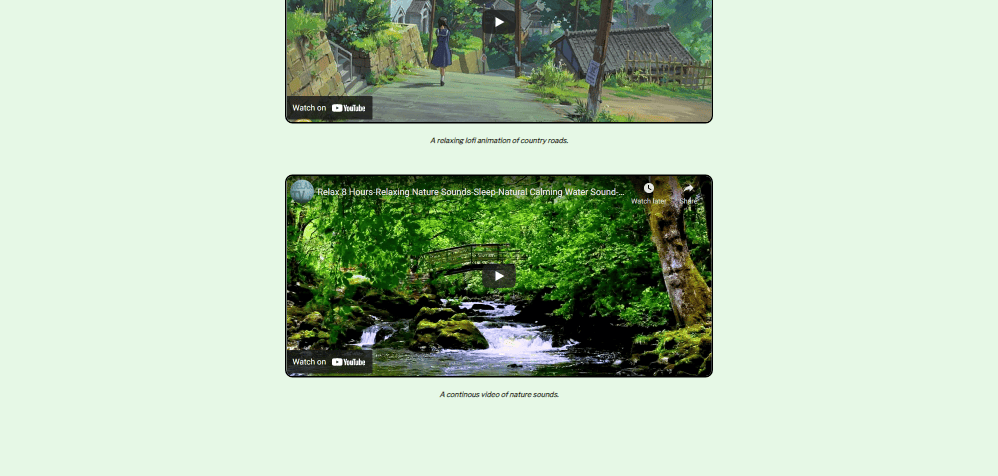 Watch on YouTube
A relaxing lofi animation of country roads.
Relax 8 Hours-Relaxing Nature Sounds-Sleep-Natural Calming Water Sound-...
Watch later
Share
Watch on YouTube
A continous video of nature sounds.